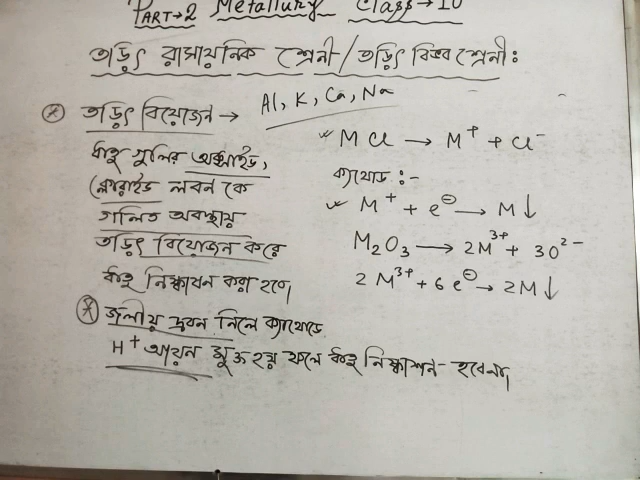 PART→2 Metallury Class→10
তড়িৎ রাসায়নিক শ্রেনী / তড়িৎ বিভব শ্রেনী:
⊛ তড়িৎ বিয়োজন → Al, K, Ca, Na
ধাতু গুলির অক্সাইড,
ক্লোরাইড লবন কে
গলিত অবস্থায়
তড়িৎ বিয়োজন করে
ধাতু নিষ্কাষন করা হয়।
MCl → M⁺ + Cl⁻
ক্যাথোড :-
M⁺ + e⊖ → M↓
M₂O₃ → 2M³⁺ + 3O²⁻
2M³⁺ + 6e⊖ → 2M↓
⊛ জলীয় দ্রবন নিলে ক্যাথোডে
H⁺ আয়ন মুক্ত হয় ফলে ধাতু নিষ্কাশন হবেনা।